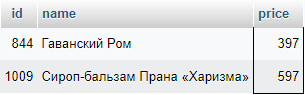 id name price
844 Гаванский Ром 397
1009 Сироп-бальзам Прана «Харизма» 597